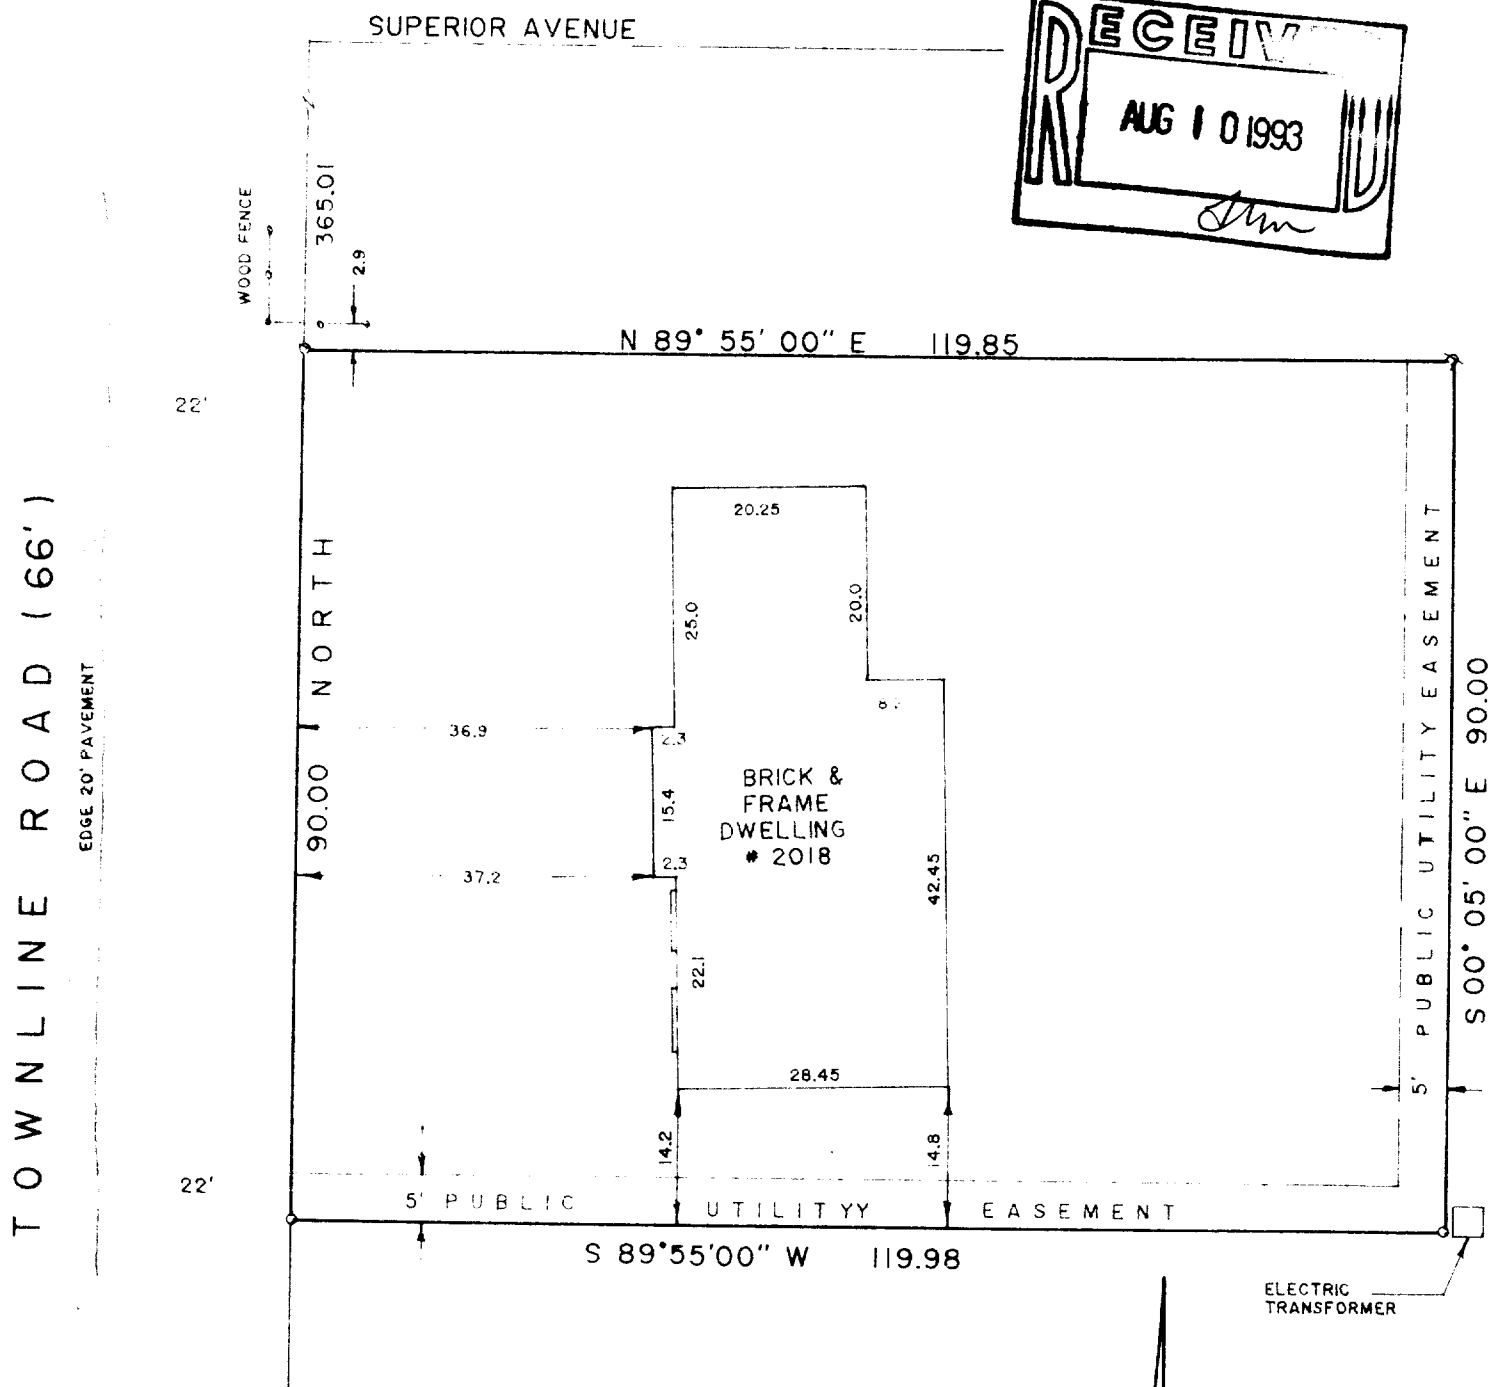 SUPERIOR AVENUE
RECEIV D
AUG 10 1993
365.01
WOOD FENCE
2.9
N 89° 55' 00" E 119.85
22'
TOWNLINE ROAD (66')
EDGE 20' PAVEMENT
90.00 NORTH
20.25
25.0
20.0
36.9
2.3
15.4
BRICK &
FRAME
DWELLING
# 2018
2.3
37.2
42.45
22.1
28.45
14.2
14.8
5' PUBLIC UTILITY EASEMENT
S 00° 05' 00" E 90.00
22'
5' PUBLIC UTILITYY EASEMENT
S 89°55'00" W 119.98
ELECTRIC
TRANSFORMER